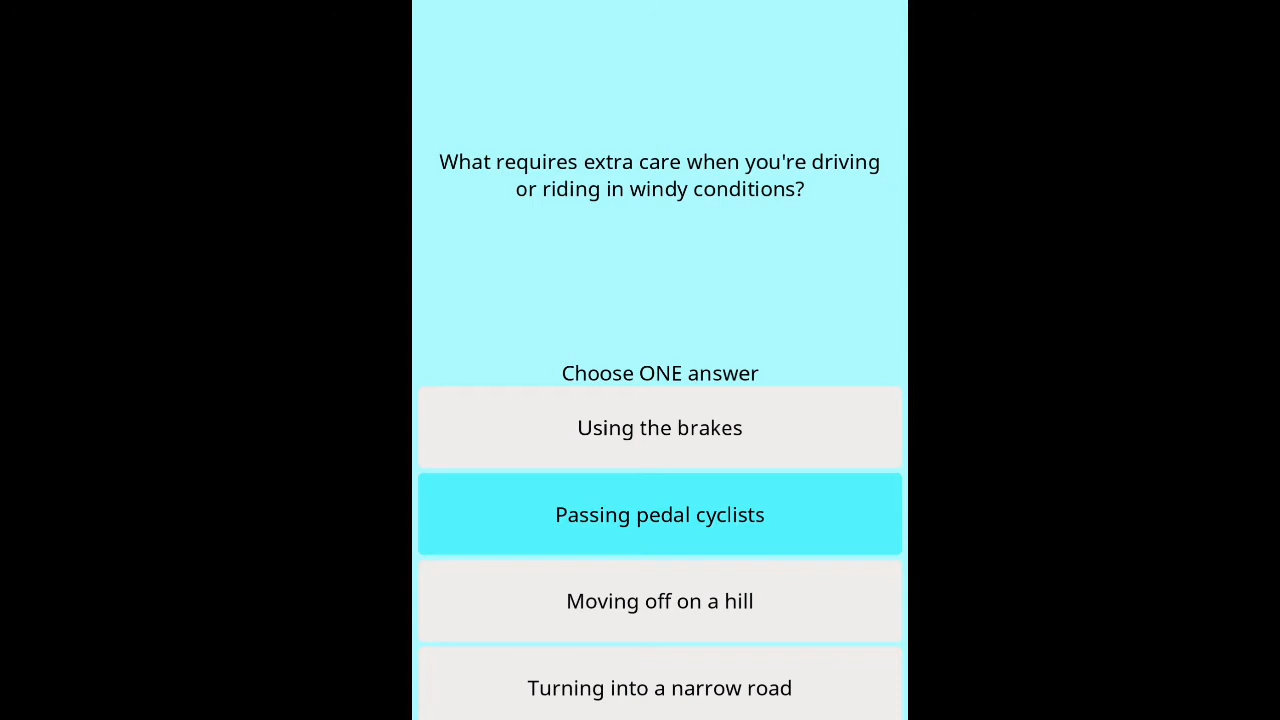 What requires extra care when you're driving
or riding in windy conditions?
Choose ONE answer
Using the brakes
Passing pedal cyclists
Moving off on a hill
Turning into a narrow road